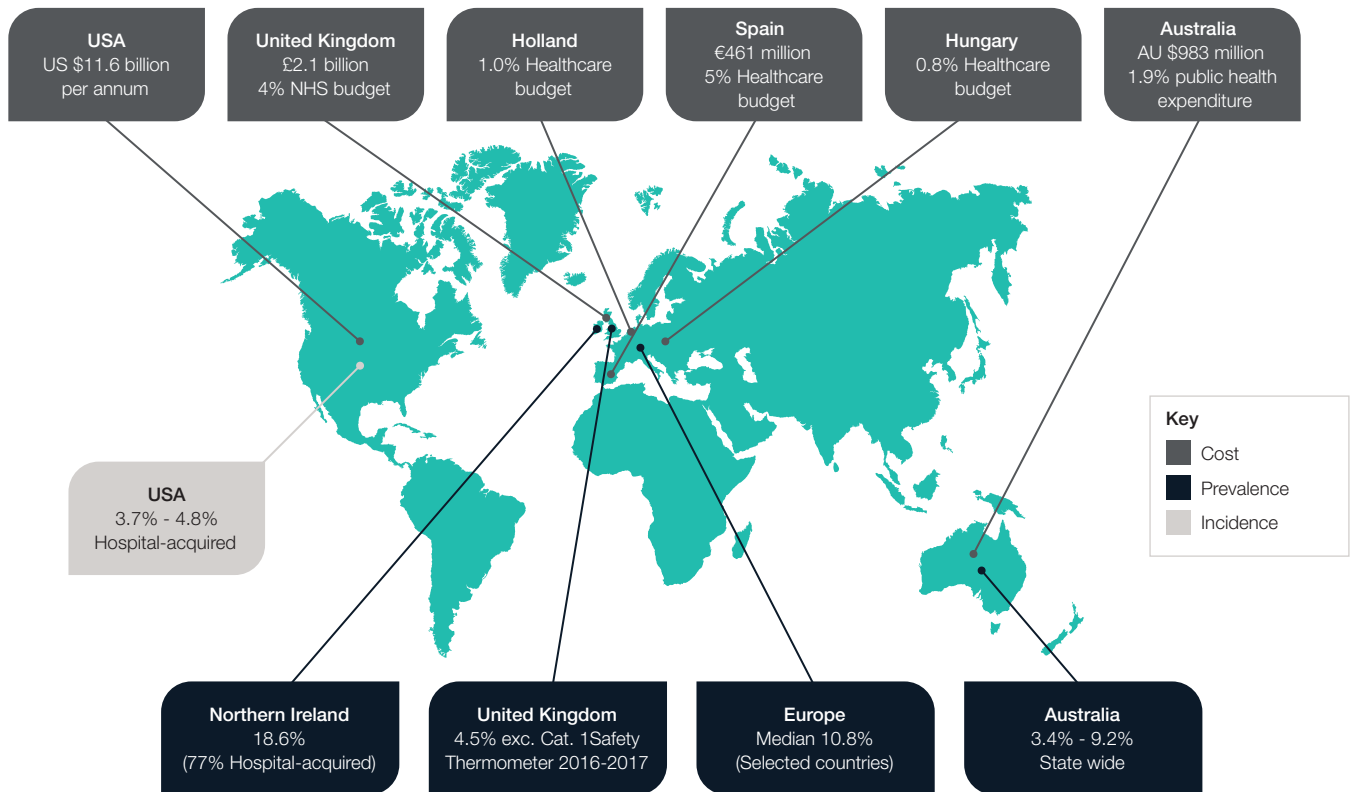 USA
US $11.6 billion
per annum
United Kingdom
£2.1 billion
4% NHS budget
Holland
1.0% Healthcare
budget
Spain
€461 million
5% Healthcare
budget
Hungary
0.8% Healthcare
budget
Australia
AU $983 million
1.9% public health
expenditure
Key
Cost
Prevalence
Incidence
USA
3.7% - 4.8%
Hospital-acquired
Northern Ireland
18.6%
(77% Hospital-acquired)
United Kingdom
4.5% exc. Cat. 1Safety
Thermometer 2016-2017
Europe
Median 10.8%
(Selected countries)
Australia
3.4% - 9.2%
State wide